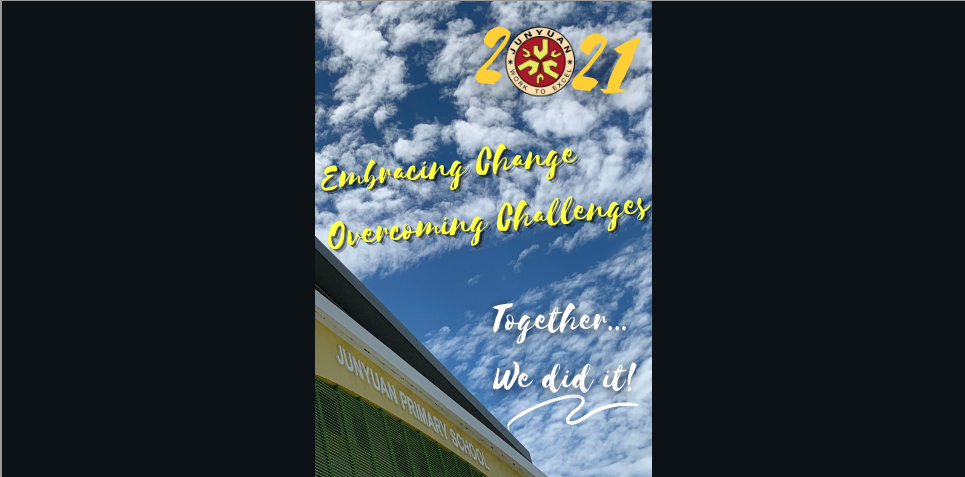 2021
JUNYUAN
WORK TO EXCEL
Embracing Change
Overcoming Challenges
Together...
We did it!
JUNYUAN PRIMARY SCHOOL